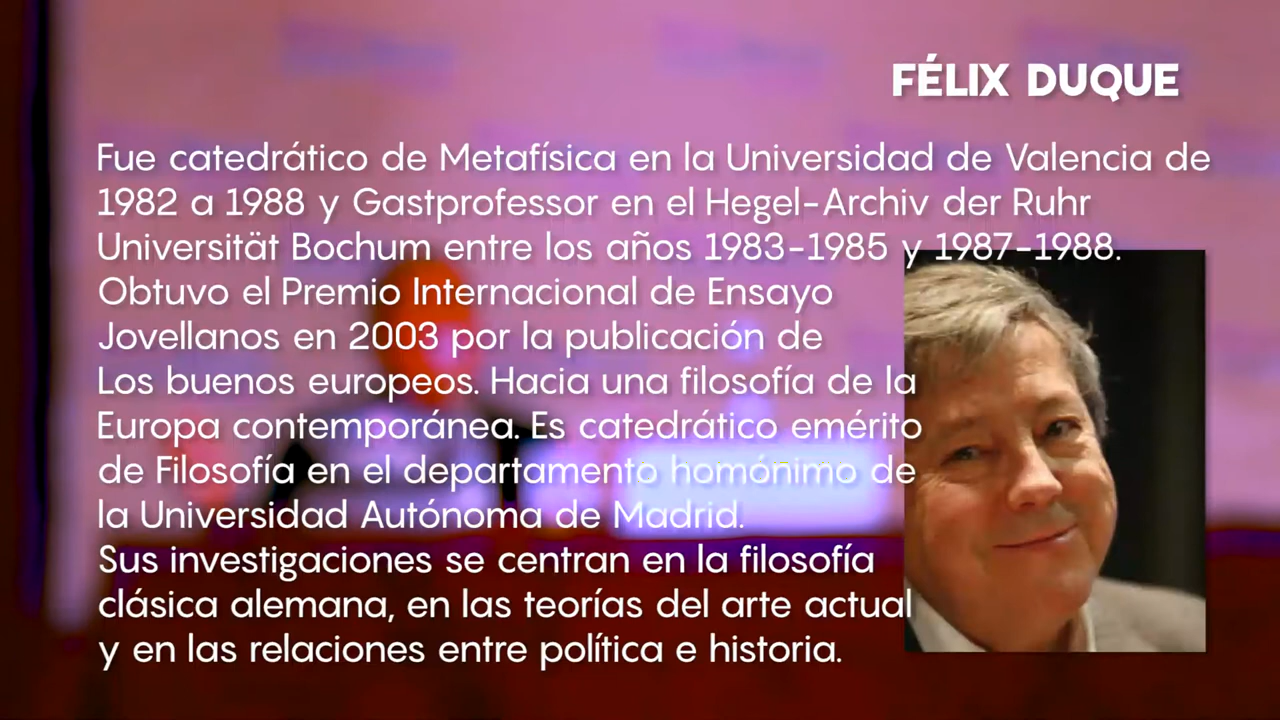 FÉLIX DUQUE
Fue catedrático de Metafísica en la Universidad de Valencia de
1982 a 1988 y Gastprofessor en el Hegel-Archiv der Ruhr
Universität Bochum entre los años 1983-1985 y 1987-1988.
Obtuvo el Premio Internacional de Ensayo
Jovellanos en 2003 por la publicación de
Los buenos europeos. Hacia una filosofía de la
Europa contemporánea. Es catedrático emérito
de Filosofía en el departamento homónimo de
la Universidad Autónoma de Madrid.
Sus investigaciones se centran en la filosofía
clásica alemana, en las teorías del arte actual
y en las relaciones entre política e historia.